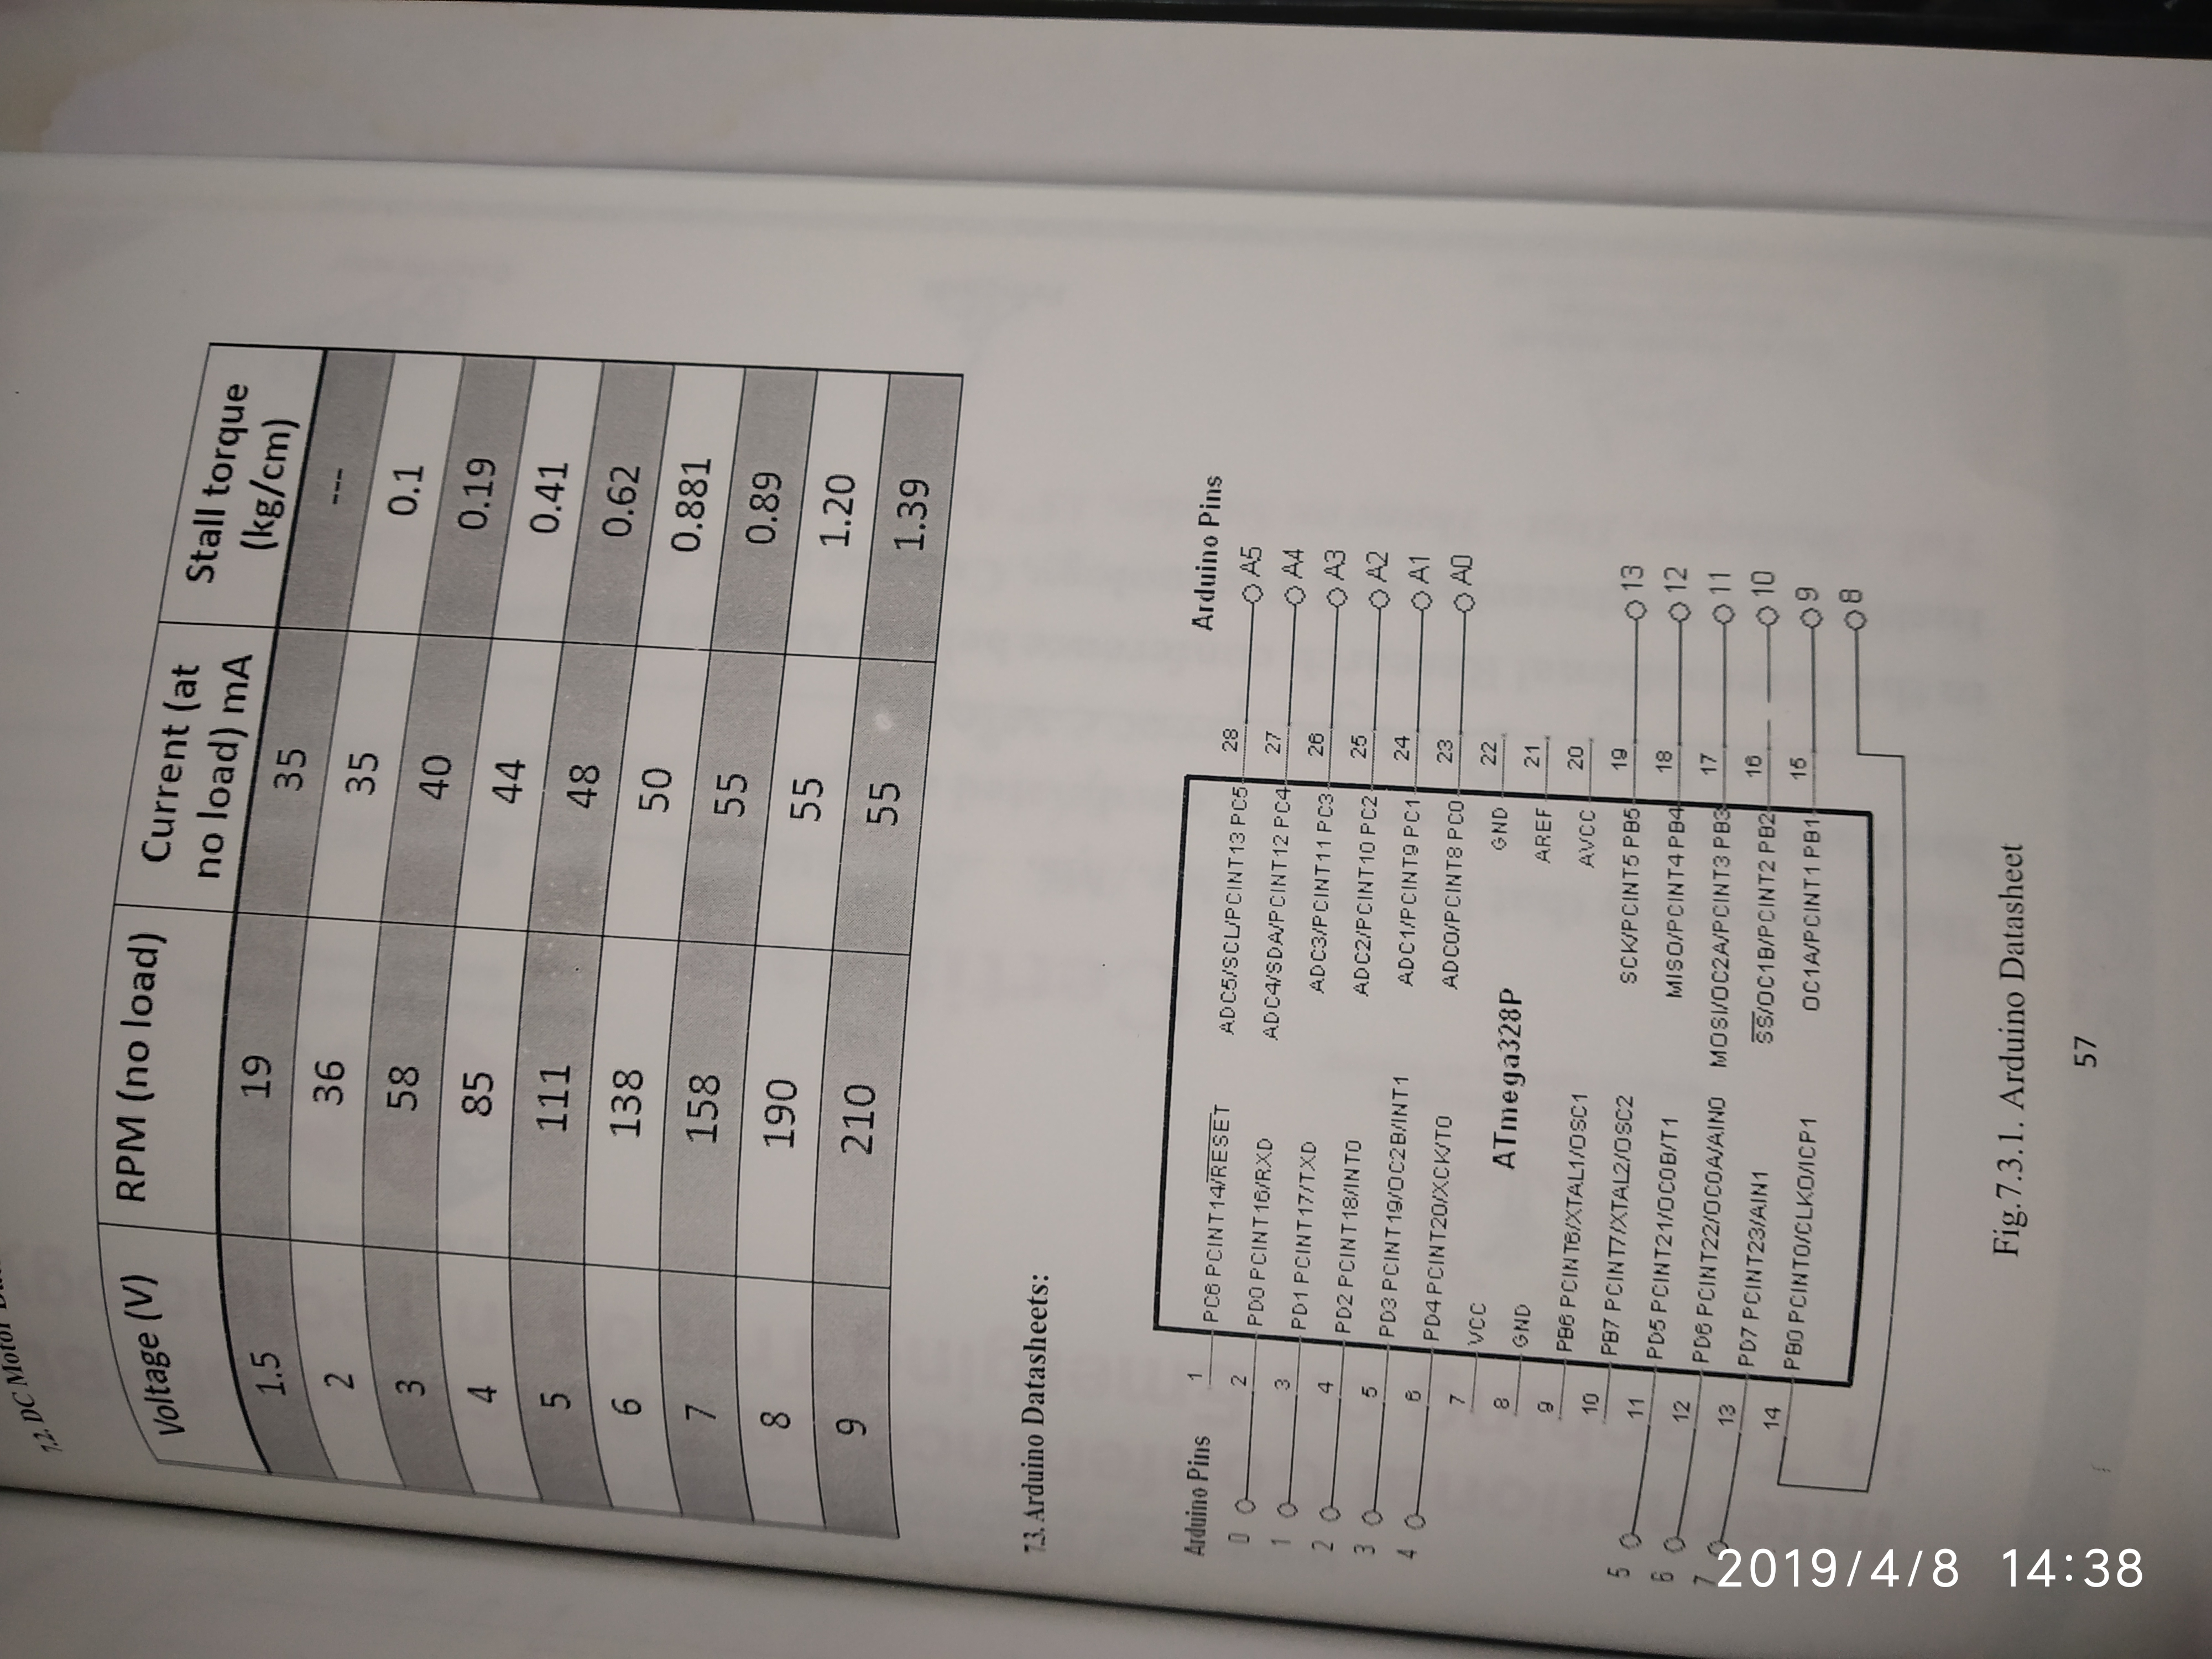 7.2. DC Motor
Voltage (V) RPM (no load) Current (at no load) mA Stall torque (kg/cm)
1.5 19 35 ---
2 36 35 0.1
3 58 40 0.19
4 85 44 0.41
5 111 48 0.62
6 138 50 0.881
7 158 55 0.89
8 190 55 1.20
9 210 55 1.39
7.3. Arduino Datasheets:
Arduino Pins Arduino Pins
1 PC6 PCINT14/RESET ADC5/SCL/PCINT13 PC5 28 A5
0 2 PD0 PCINT16/RXD ADC4/SDA/PCINT12 PC4 27 A4
1 3 PD1 PCINT17/TXD ADC3/PCINT11 PC3 26 A3
2 4 PD2 PCINT18/INT0 ADC2/PCINT10 PC2 25 A2
3 5 PD3 PCINT19/OC2B/INT1 ADC1/PCINT9 PC1 24 A1
4 6 PD4 PCINT20/XCK/T0 ADC0/PCINT8 PC0 23 A0
7 VCC GND 22
8 GND ATmega328P AREF 21
9 PB6 PCINT6/XTAL1/OSC1 AVCC 20
10 PB7 PCINT7/XTAL2/OSC2 SCK/PCINT5 PB5 19 13
5 11 PD5 PCINT21/OC0B/T1 MISO/PCINT4 PB4 18 12
6 12 PD6 PCINT22/OC0A/AIN0 MOSI/OC2A/PCINT3 PB3 17 11
7 13 PD7 PCINT23/AIN1 SS/OC1B/PCINT2 PB2 16 10
14 PB0 PCINT0/CLK0/ICP1 OC1A/PCINT1 PB1 15 9
8
Fig.7.3.1. Arduino Datasheet
57
2019/4/8 14:38